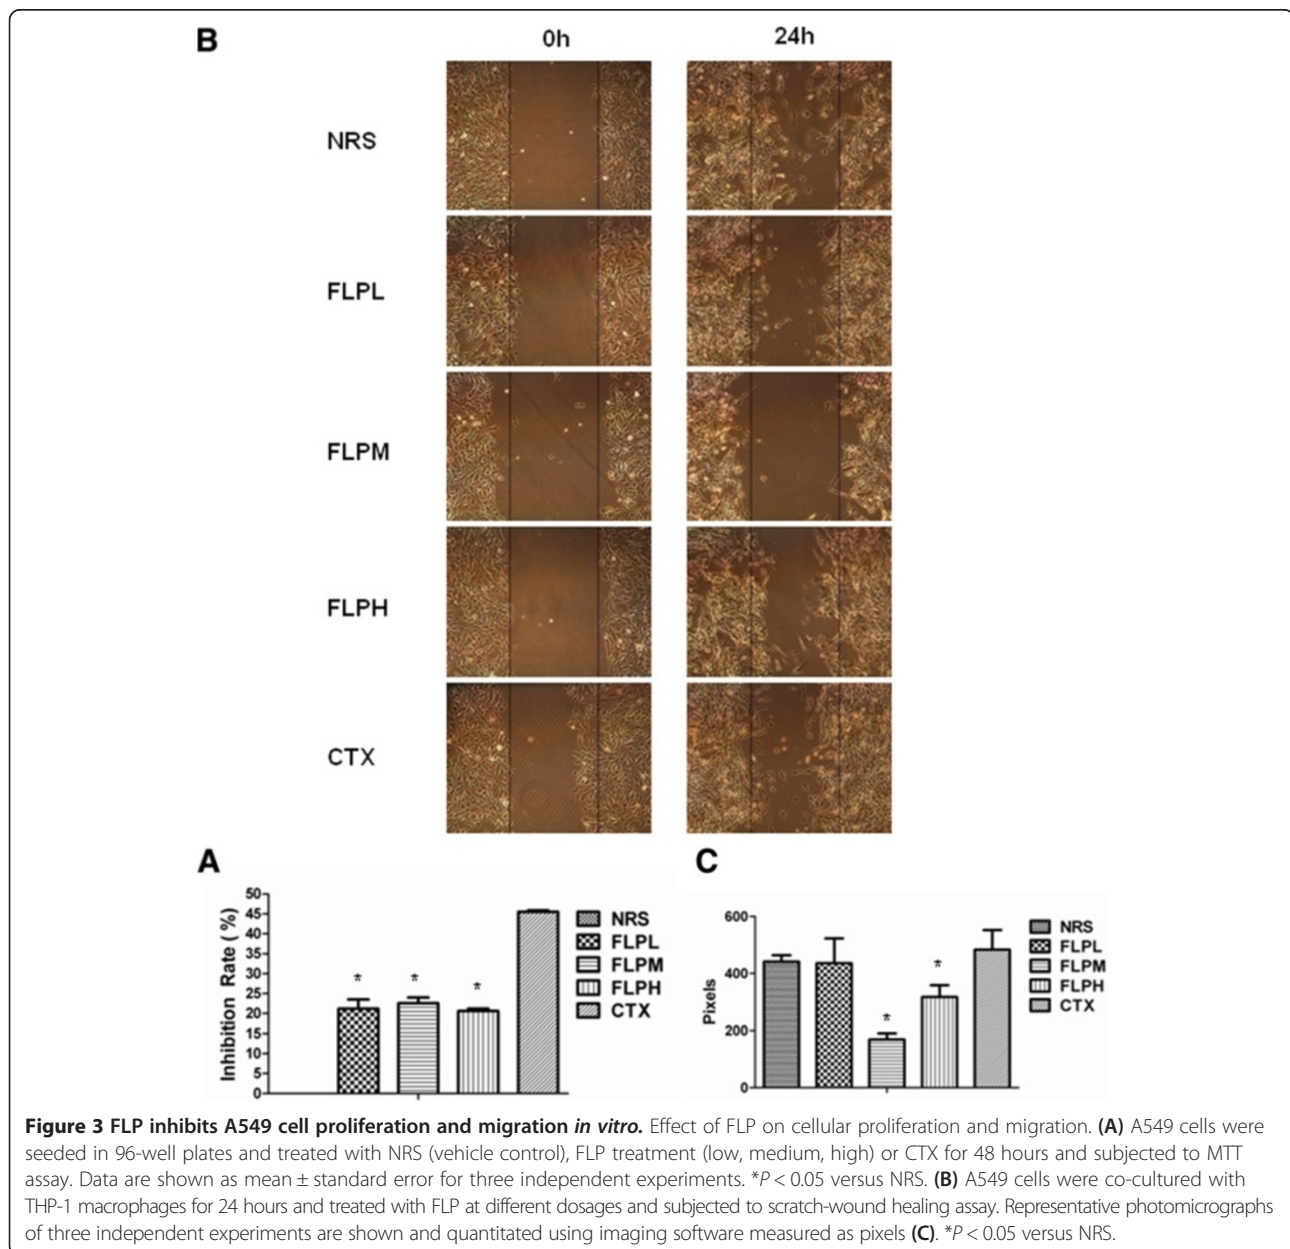 B
0h 24h
NRS
FLPL
FLPM
FLPH
CTX
A
Inhibition Rate (%)
50
45
40
35
30
25
20
15
10
5
0
* * *
NRS
FLPL
FLPM
FLPH
CTX
C
Pixels
600
400
200
0
* *
NRS
FLPL
FLPM
FLPH
CTX
Figure 3 FLP inhibits A549 cell proliferation and migration in vitro. Effect of FLP on cellular proliferation and migration. (A) A549 cells were
seeded in 96-well plates and treated with NRS (vehicle control), FLP treatment (low, medium, high) or CTX for 48 hours and subjected to MTT
assay. Data are shown as mean ± standard error for three independent experiments. *P < 0.05 versus NRS. (B) A549 cells were co-cultured with
THP-1 macrophages for 24 hours and treated with FLP at different dosages and subjected to scratch-wound healing assay. Representative photomicrographs
of three independent experiments are shown and quantitated using imaging software measured as pixels (C). *P < 0.05 versus NRS.